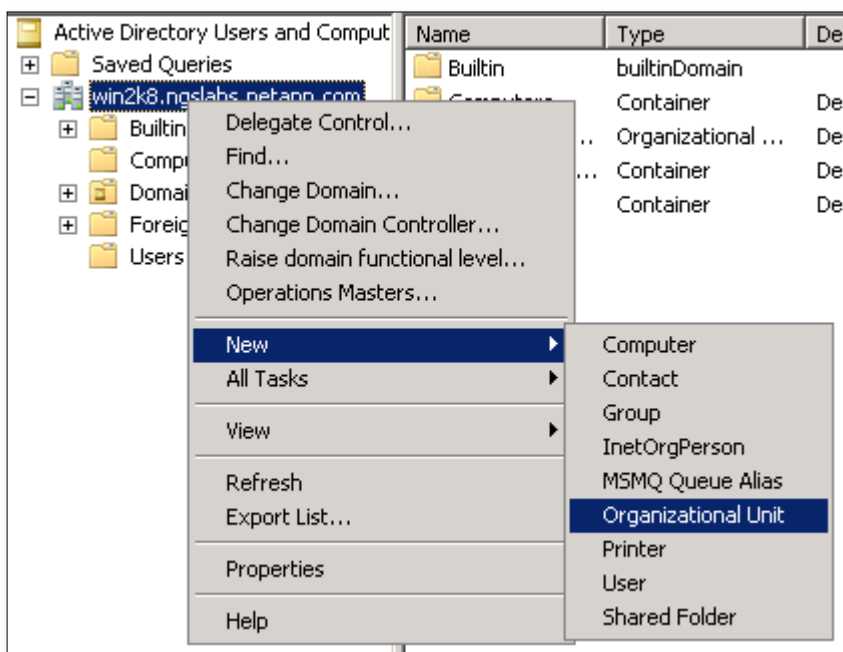 Active Directory Users and Comput
Saved Queries
win2k8.ngslabs.netapp.com
Builtin
Compu
Domai
Foreig
Users
Name Type De
Builtin builtinDomain
Computers Container De
.. Organizational ... De
... Container De
Container De
Delegate Control...
Find...
Change Domain...
Change Domain Controller...
Raise domain functional level...
Operations Masters...
New
All Tasks
View
Refresh
Export List...
Properties
Help
Computer
Contact
Group
InetOrgPerson
MSMQ Queue Alias
Organizational Unit
Printer
User
Shared Folder